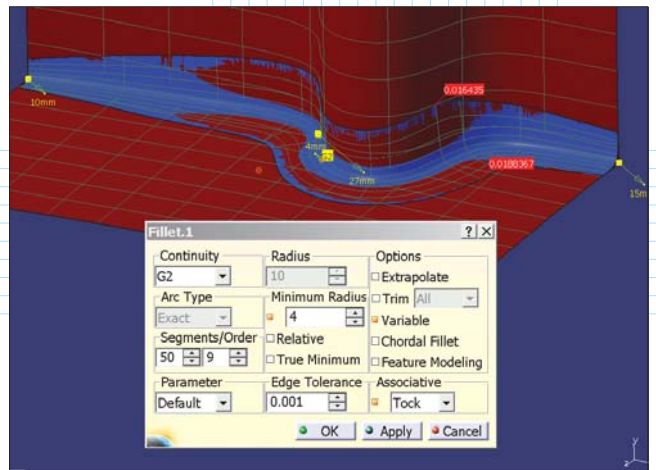 0.016435
10mm
4mm
G2
0.0188367
27mm
15m
Fillet.1
Continuity
Radius
Options
G2
10
Extrapolate
Arc Type
Minimum Radius
Trim All
Exact
4
Variable
Segments/Order
Relative
Chordal Fillet
50 9
True Minimum
Feature Modeling
Parameter
Edge Tolerance
Associative
Default
0.001
Tock
OK Apply Cancel
y
z